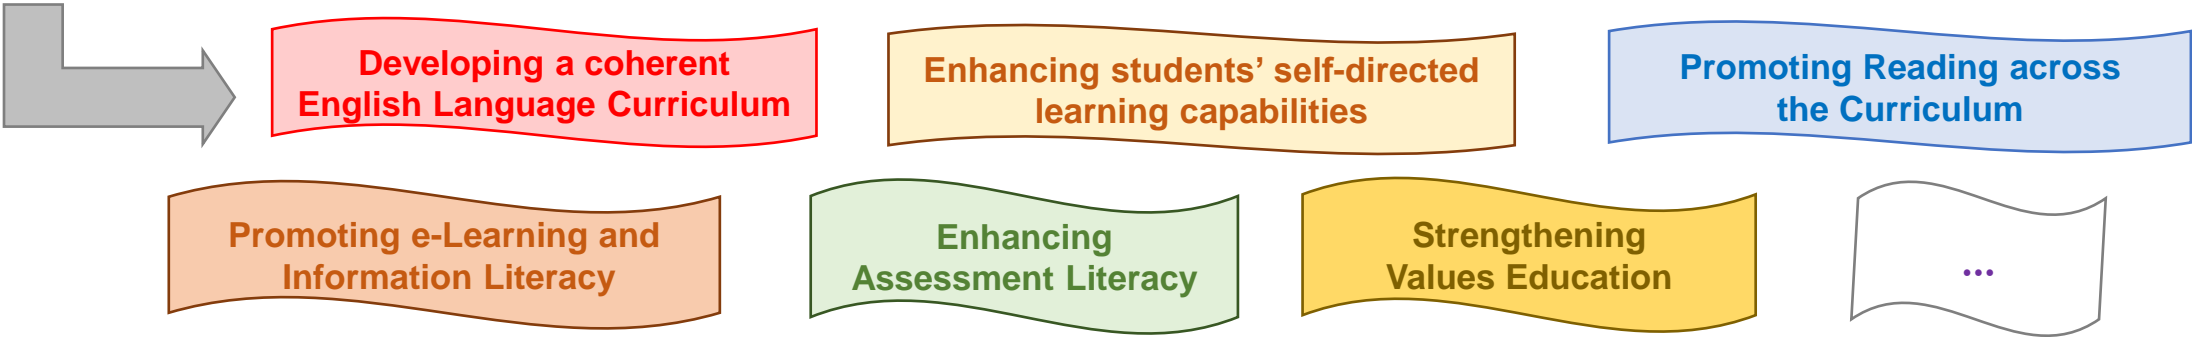 Developing a coherent
English Language Curriculum
Enhancing students’ self-directed
learning capabilities
Promoting Reading across
the Curriculum
Promoting e-Learning and
Information Literacy
Enhancing
Assessment Literacy
Strengthening
Values Education
...